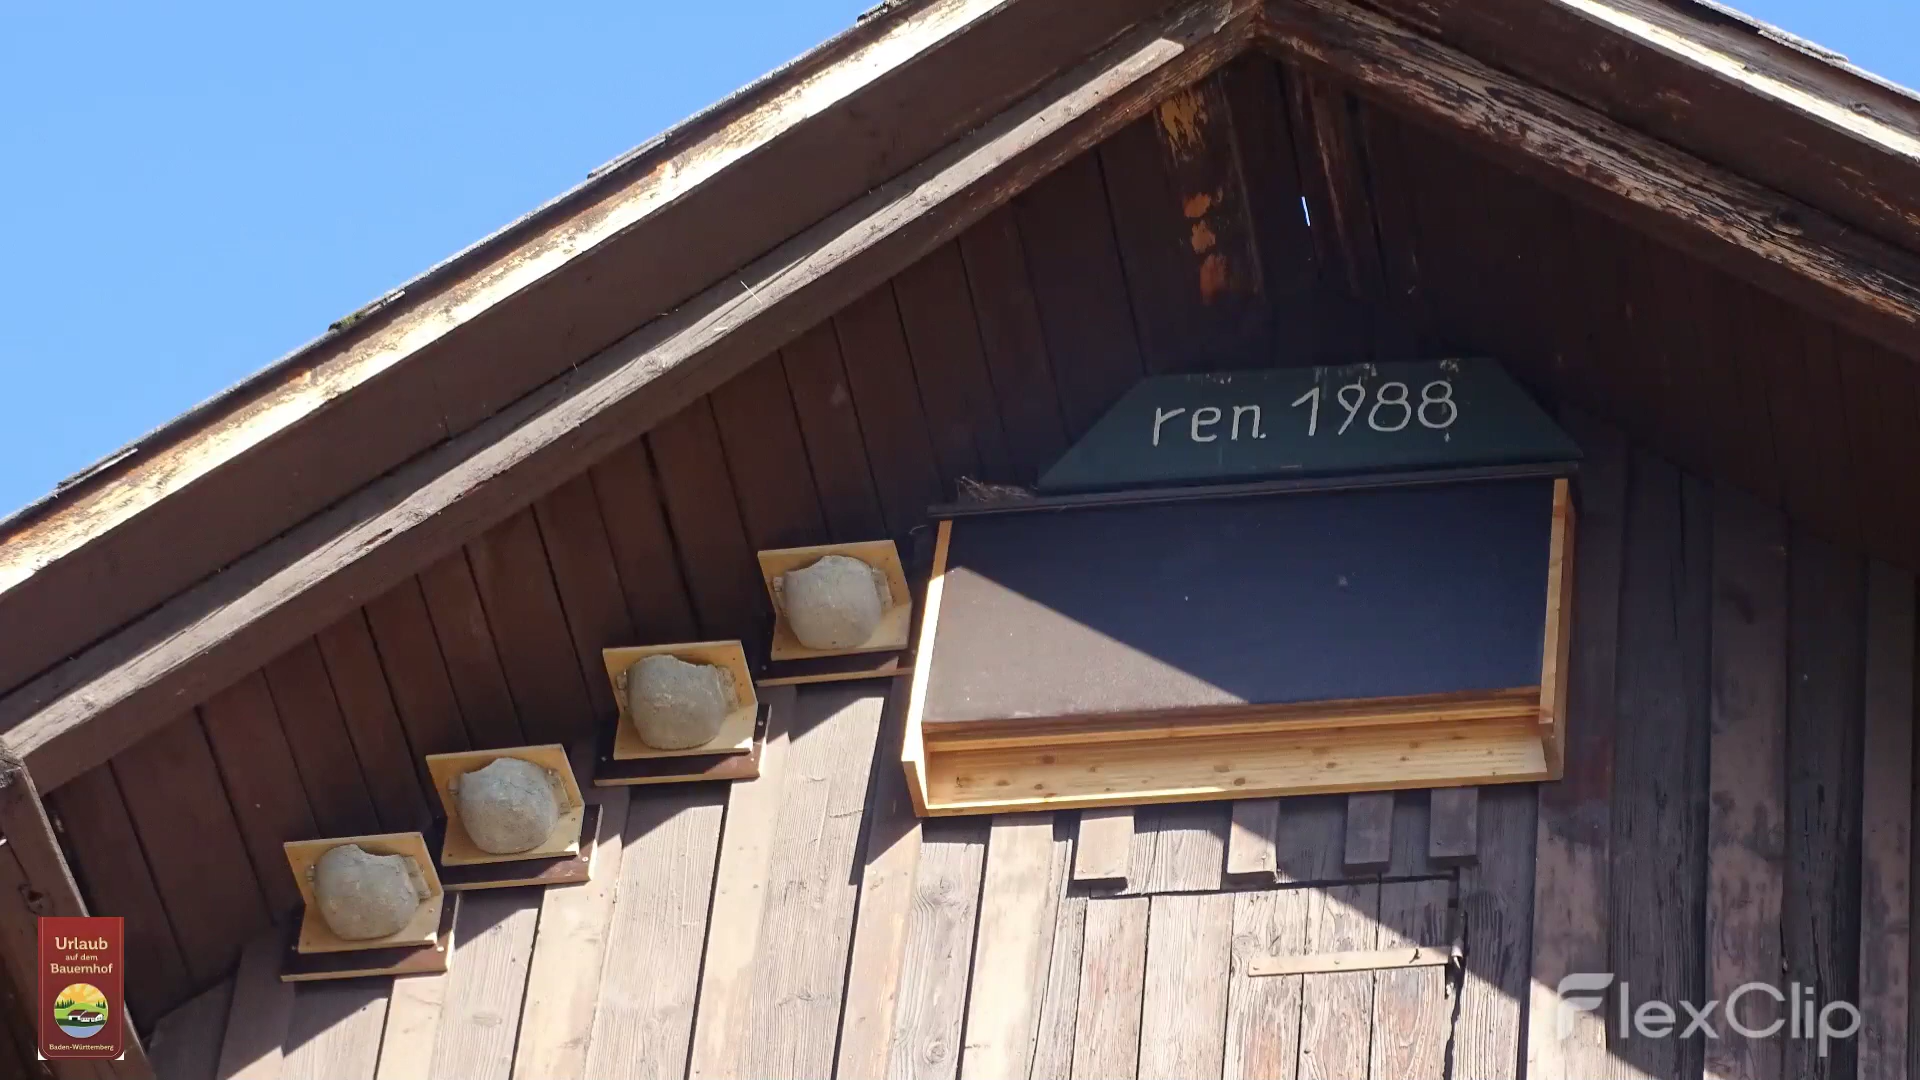 ren. 1988
Urlaub
auf dem
Bauernhof
Baden-Württemberg
FlexClip